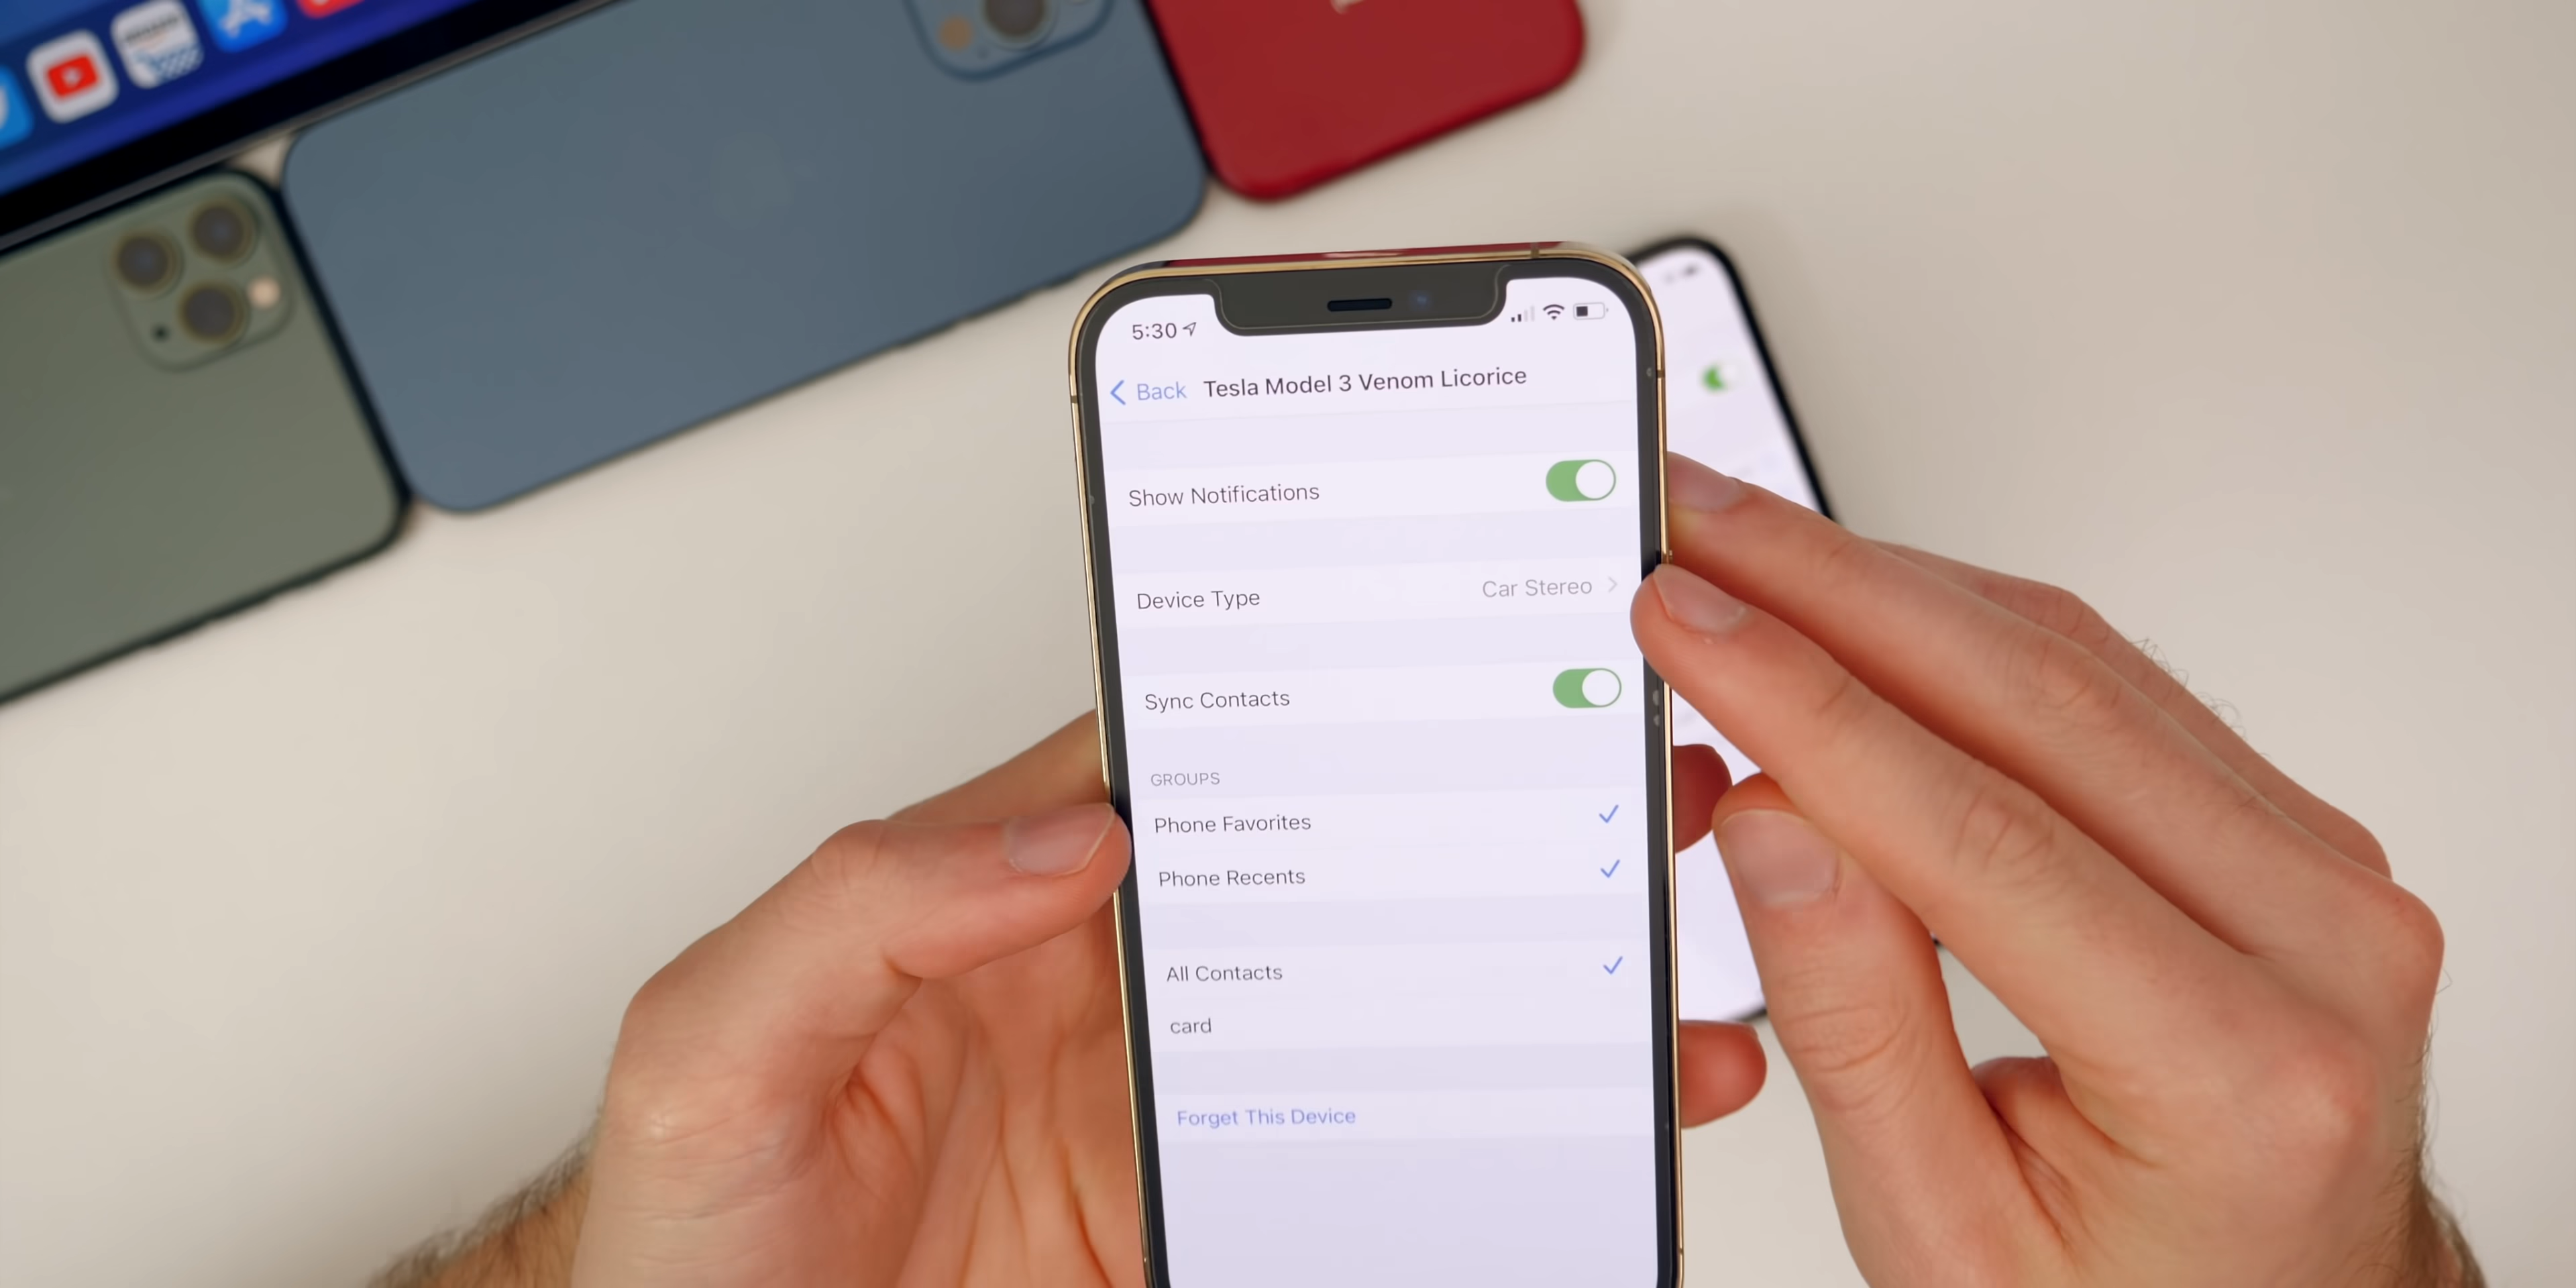 5:30
Back
Tesla Model 3 Venom Licorice
Show Notifications
Device Type
Car Stereo
Sync Contacts
GROUPS
Phone Favorites
Phone Recents
All Contacts
card
Forget This Device